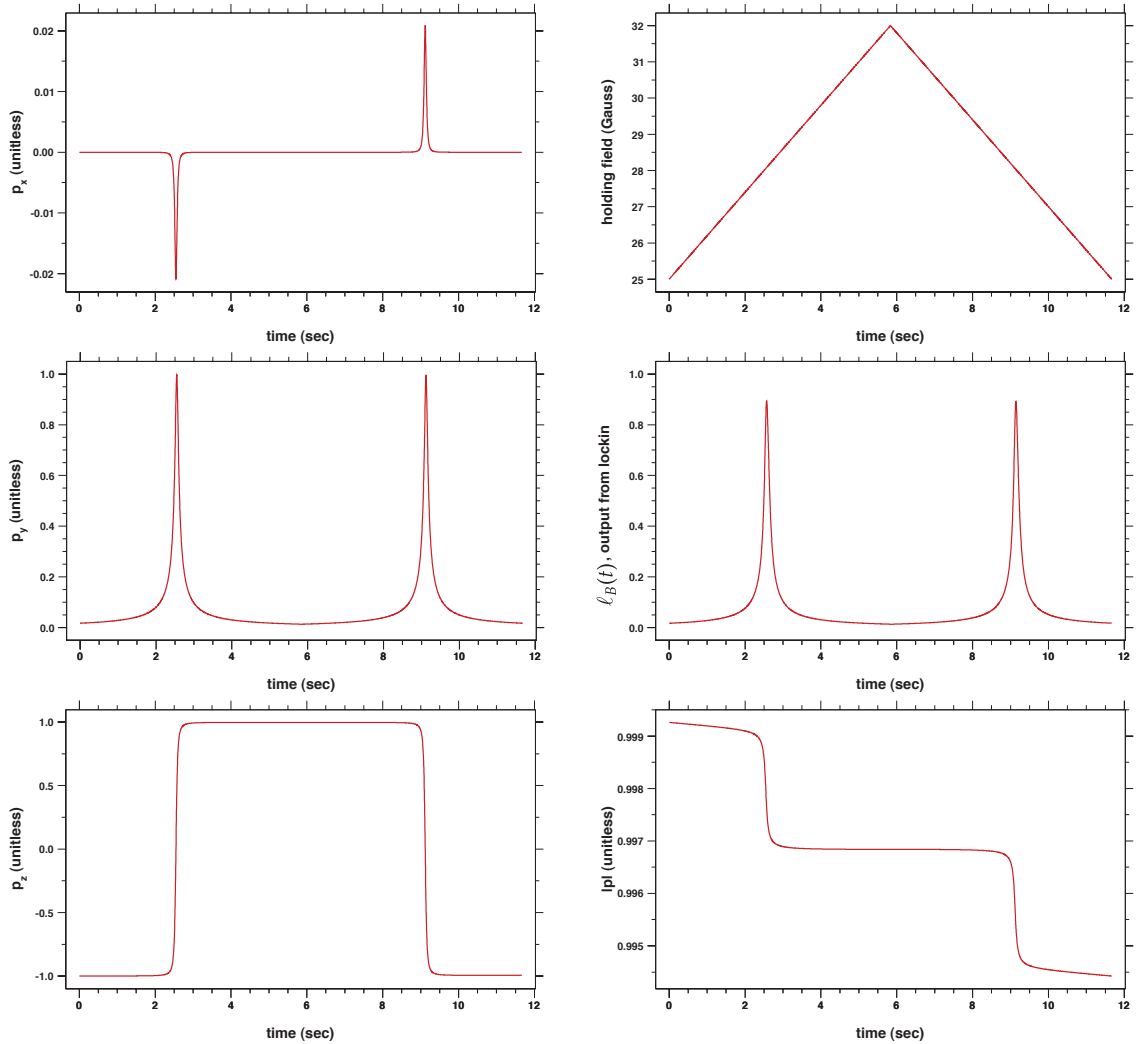 0.02
0.01
0.00
-0.01
-0.02
p_x (unitless)
0 2 4 6 8 10 12
time (sec)
32
31
30
29
28
27
26
25
holding field (Gauss)
0 2 4 6 8 10 12
time (sec)
1.0
0.8
0.6
0.4
0.2
0.0
p_y (unitless)
0 2 4 6 8 10 12
time (sec)
1.0
0.8
0.6
0.4
0.2
0.0
ℓ_B(t), output from lockin
0 2 4 6 8 10 12
time (sec)
1.0
0.5
0.0
-0.5
-1.0
p_z (unitless)
0 2 4 6 8 10 12
time (sec)
0.999
0.998
0.997
0.996
0.995
|p| (unitless)
0 2 4 6 8 10 12
time (sec)